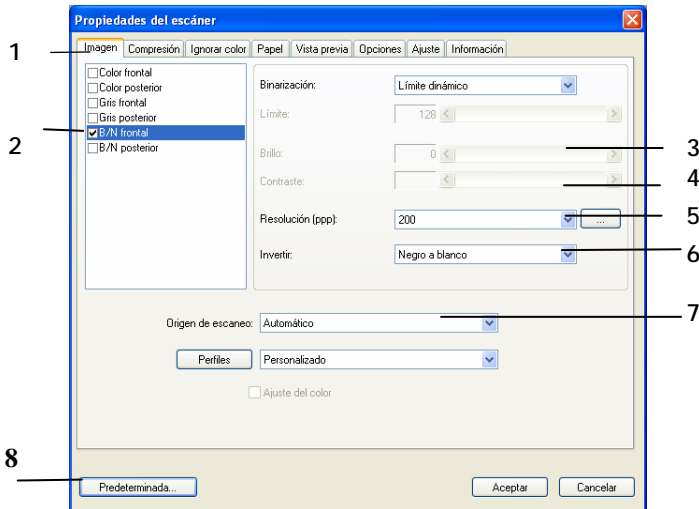 Propiedades del escáner
1
Imagen Compresión Ignorar color Papel Vista previa Opciones Ajuste Información
2
Color frontal
Color posterior
Gris frontal
Gris posterior
B/N frontal
B/N posterior
Binarización: Límite dinámico
Límite: 128
Brillo: 0
3
Contraste:
4
Resolución (ppp): 200 ...
5
Invertir: Negro a blanco
6
Origen de escaneo: Automático
7
Perfiles Personalizado
Ajuste del color
8
Predeterminada... Aceptar Cancelar